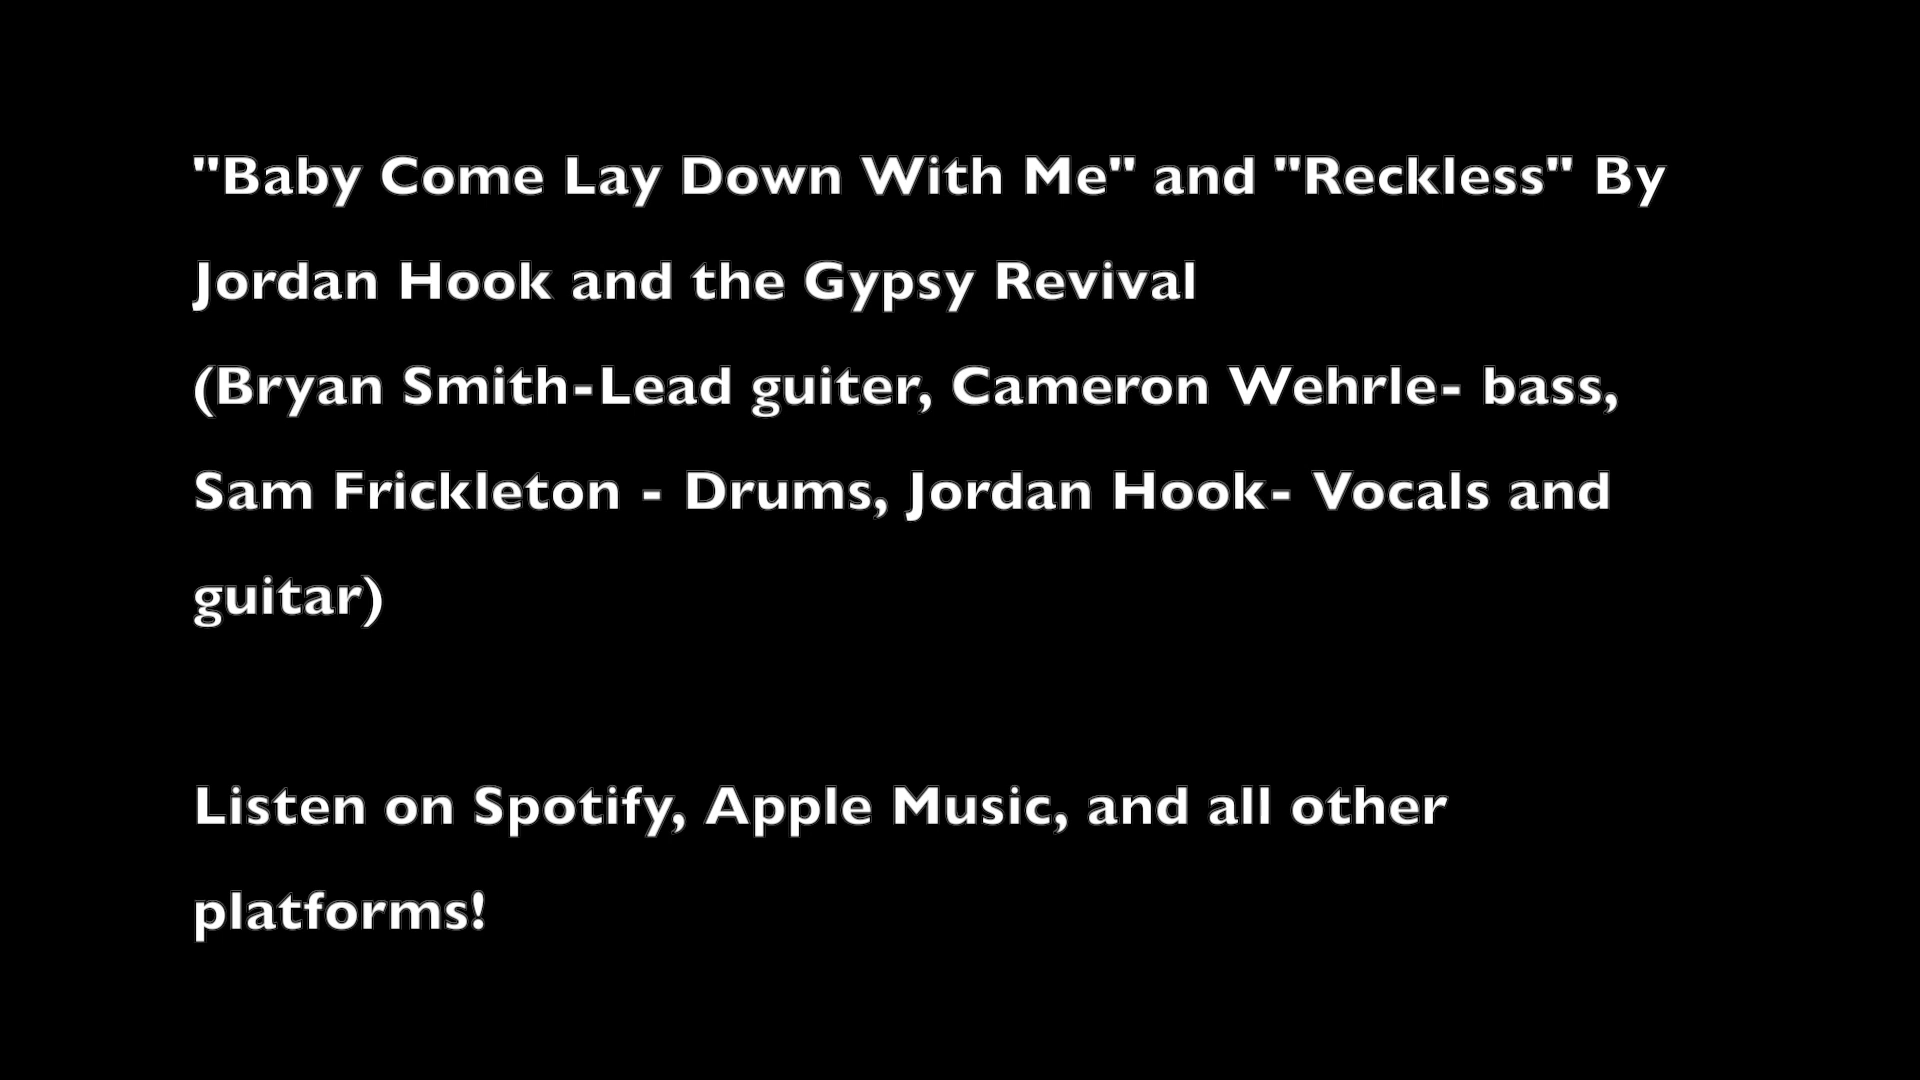 "Baby Come Lay Down With Me" and "Reckless" By
Jordan Hook and the Gypsy Revival
(Bryan Smith-Lead guiter, Cameron Wehrle- bass,
Sam Frickleton - Drums, Jordan Hook- Vocals and
guitar)
Listen on Spotify, Apple Music, and all other
platforms!